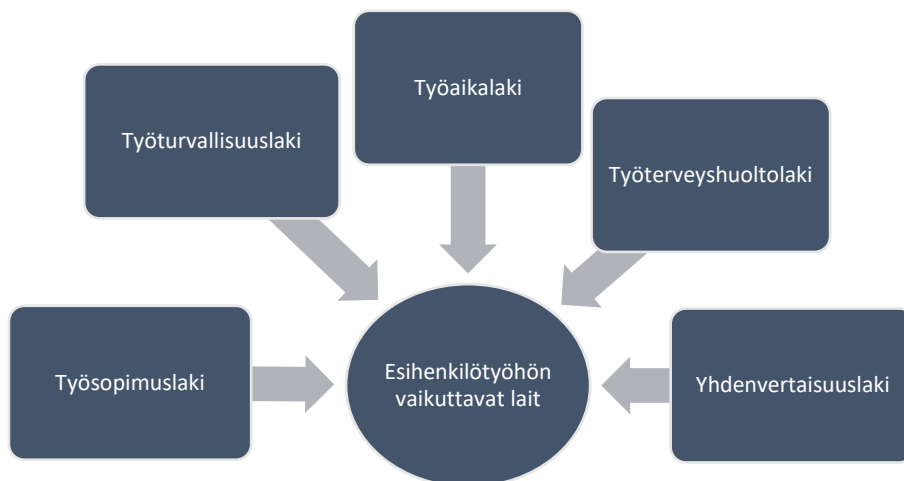 Työaikalaki
Työturvallisuuslaki
Työterveyshuoltolaki
Työsopimuslaki
Esihenkilötyöhön
vaikuttavat lait
Yhdenvertaisuuslaki